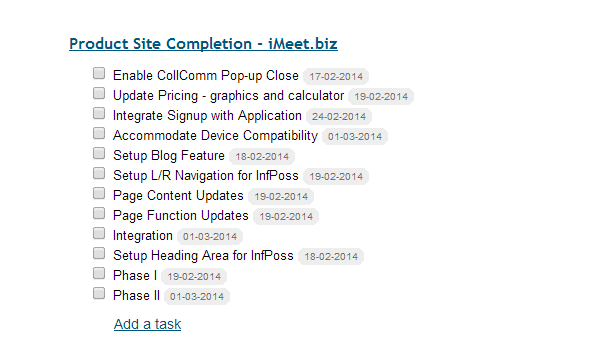 Product Site Completion - iMeet.biz
Enable CollComm Pop-up Close 17-02-2014
Update Pricing - graphics and calculator 19-02-2014
Integrate Signup with Application 24-02-2014
Accommodate Device Compatibility 01-03-2014
Setup Blog Feature 18-02-2014
Setup L/R Navigation for InfPoss 19-02-2014
Page Content Updates 19-02-2014
Page Function Updates 19-02-2014
Integration 01-03-2014
Setup Heading Area for InfPoss 18-02-2014
Phase I 19-02-2014
Phase II 01-03-2014
Add a task